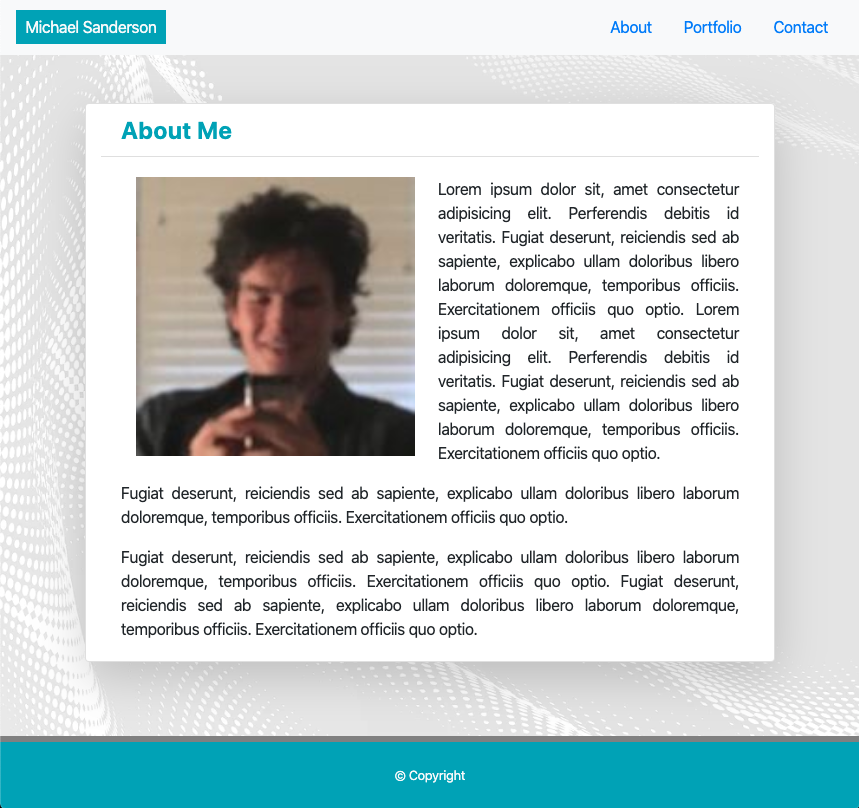 Michael Sanderson
About Portfolio Contact
About Me
Lorem ipsum dolor sit, amet consectetur
adipisicing elit. Perferendis debitis id
veritatis. Fugiat deserunt, reiciendis sed ab
sapiente, explicabo ullam doloribus libero
laborum doloremque, temporibus officiis.
Exercitationem officiis quo optio. Lorem
ipsum dolor sit, amet consectetur
adipisicing elit. Perferendis debitis id
veritatis. Fugiat deserunt, reiciendis sed ab
sapiente, explicabo ullam doloribus libero
laborum doloremque, temporibus officiis.
Exercitationem officiis quo optio.
Fugiat deserunt, reiciendis sed ab sapiente, explicabo ullam doloribus libero laborum
doloremque, temporibus officiis. Exercitationem officiis quo optio.
Fugiat deserunt, reiciendis sed ab sapiente, explicabo ullam doloribus libero laborum
doloremque, temporibus officiis. Exercitationem officiis quo optio. Fugiat deserunt,
reiciendis sed ab sapiente, explicabo ullam doloribus libero laborum doloremque,
temporibus officiis. Exercitationem officiis quo optio.
© Copyright